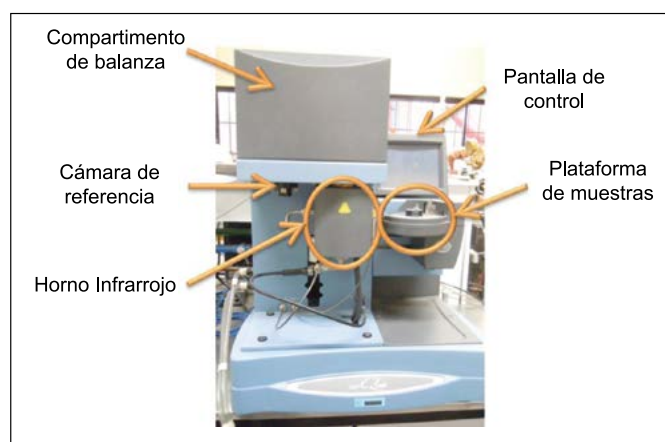 Compartimento
de balanza
Pantalla de
control
Cámara de
referencia
Plataforma
de muestras
Horno Infrarrojo